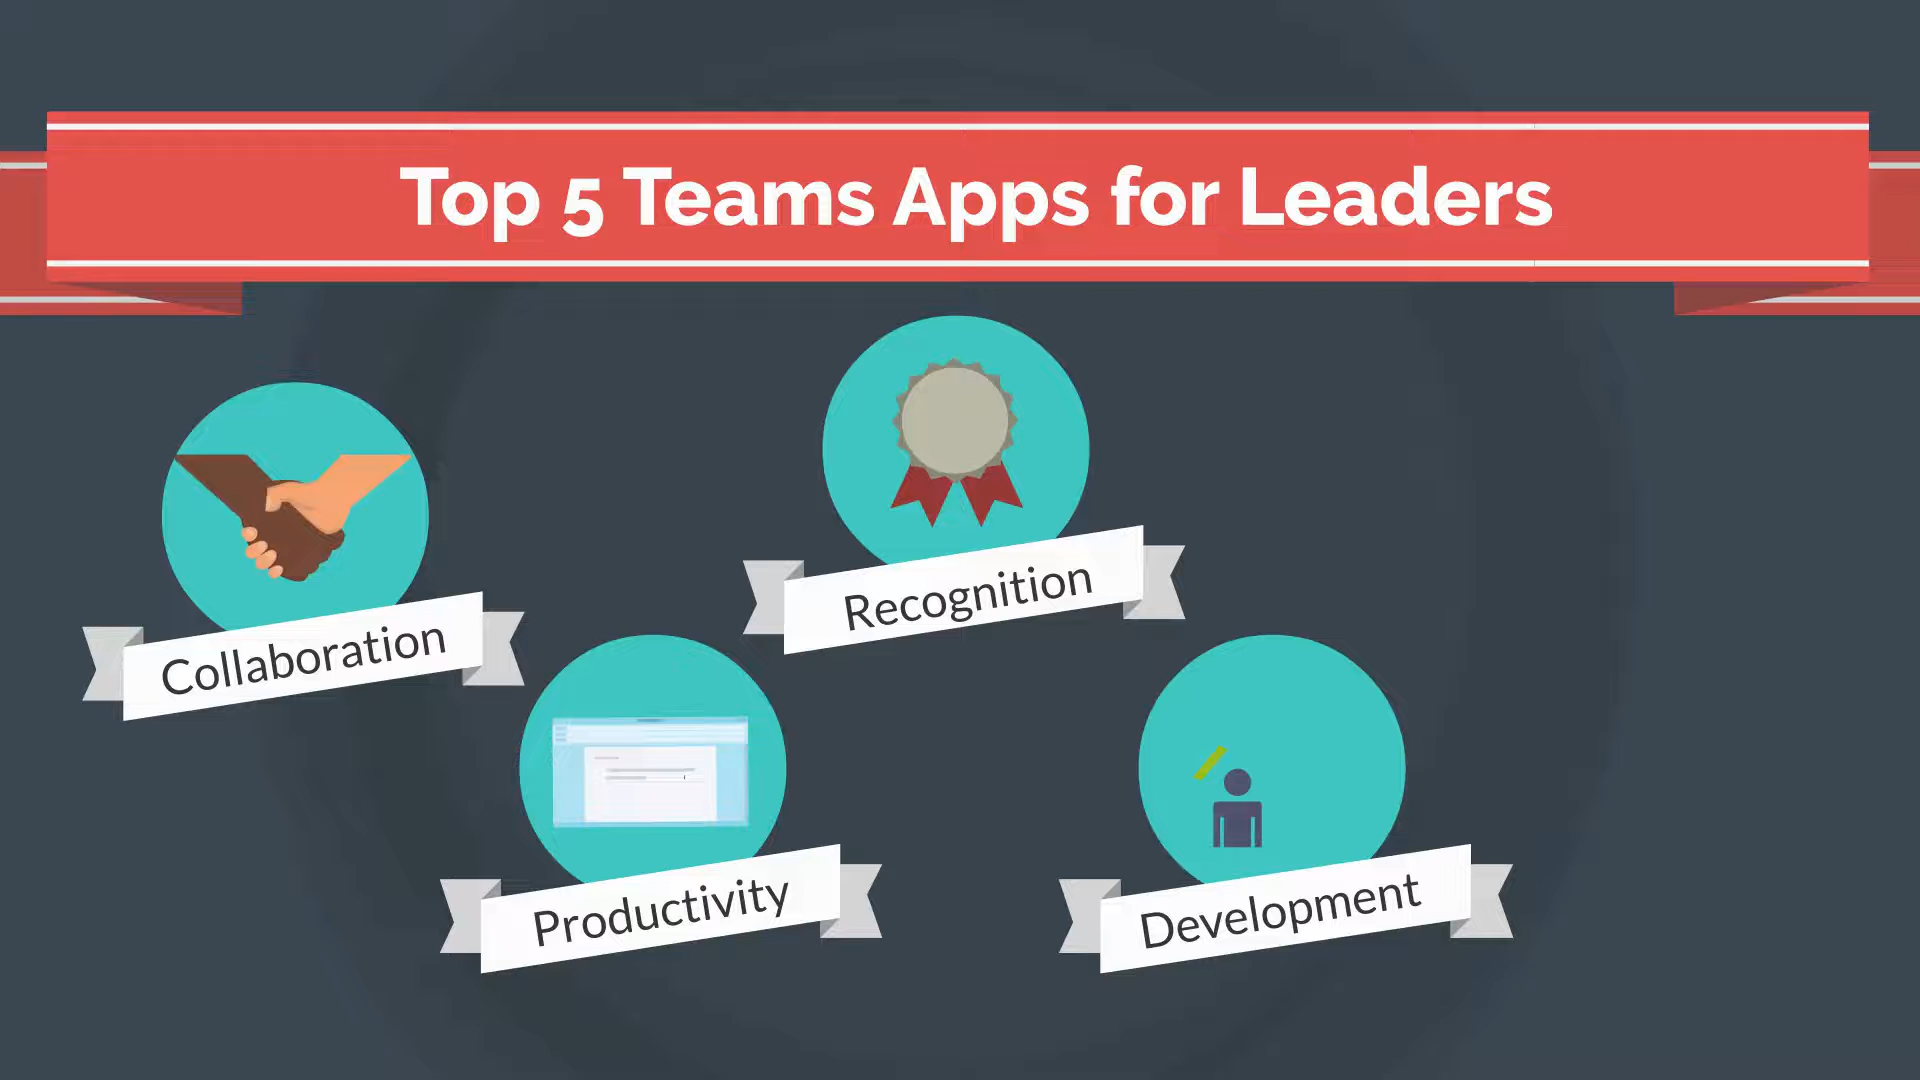 Top 5 Teams Apps for Leaders
Collaboration
Productivity
Recognition
Development